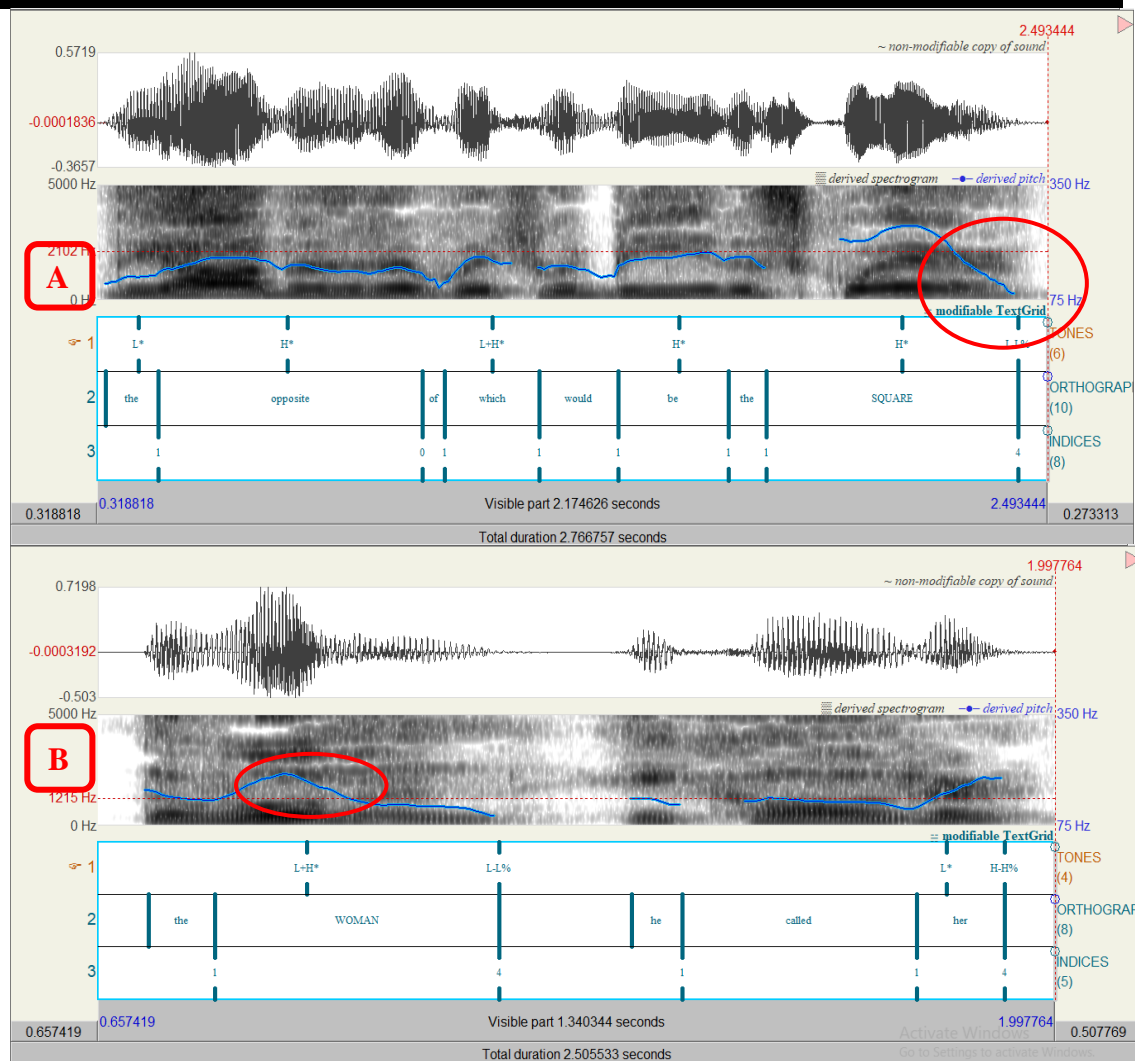 2.493444
0.5719
~ non-modifiable copy of sound
-0.0001836
-0.3657
5000 Hz
derived spectrogram derived pitch 350 Hz
2102 Hz
A
0 Hz 75 Hz
modifiable TextGrid
1 L* H* L+H* H* H* L-L% TONES
(6)
2 the opposite of which would be the SQUARE ORTHOGRAP
(10)
3 1 0 1 1 1 1 1 4 INDICES
(8)
0.318818 Visible part 2.174626 seconds 2.493444
0.318818 0.273313
Total duration 2.766757 seconds
1.997764
0.7198
~ non-modifiable copy of sound
-0.0003192
-0.503
5000 Hz
derived spectrogram derived pitch 350 Hz
B
1215 Hz
0 Hz 75 Hz
modifiable TextGrid
1 L+H* L-L% L* H-H% TONES
(4)
2 the WOMAN he called her ORTHOGRAP
(8)
3 1 4 1 1 4 INDICES
(5)
0.657419 Visible part 1.340344 seconds 1.997764
0.657419 0.507769
Activate Windows
Go to Settings to activate Windows.
Total duration 2.505533 seconds